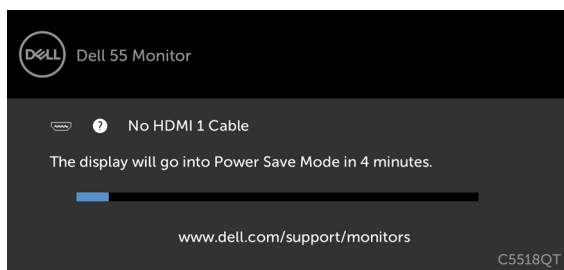 DELL
Dell 55 Monitor
? No HDMI 1 Cable
The display will go into Power Save Mode in 4 minutes.
www.dell.com/support/monitors
C5518QT